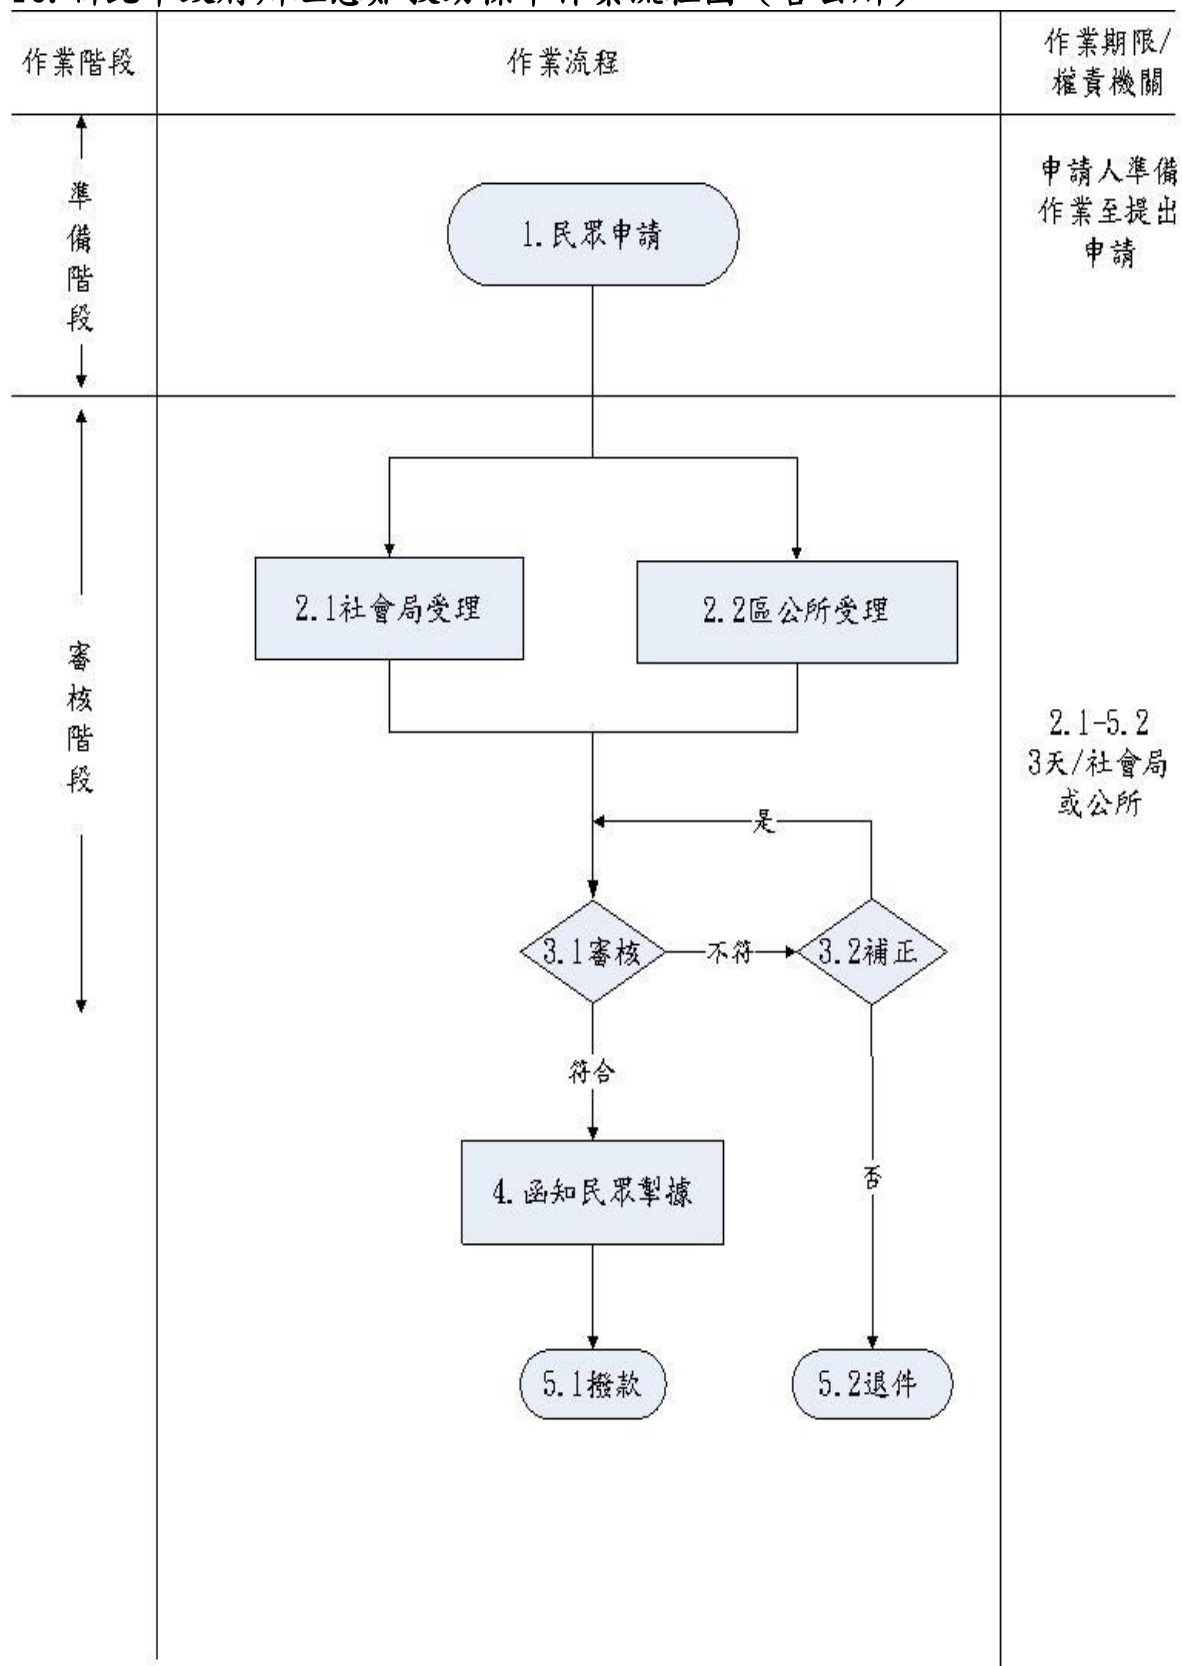 作業階段
作業流程
作業期限/
權責機關
準
備
階
段
1.民眾申請
申請人準備
作業至提出
申請
審
核
階
段
2.1社會局受理
2.2區公所受理
2.1-5.2
3天/社會局
或公所
是
3.1審核
不符
3.2補正
符合
否
4.函知民眾掣據
5.1撥款
5.2退件